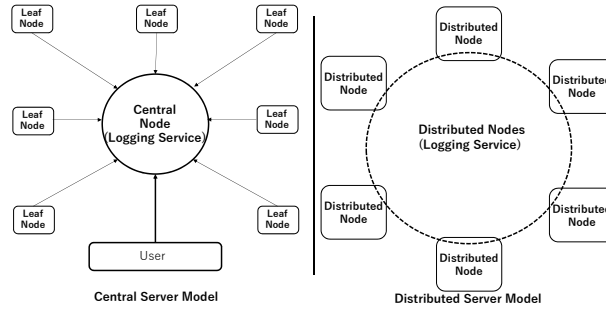 Leaf
Node
Leaf
Node
Leaf
Node
Leaf
Node
Central
Node
(Logging Service)
Leaf
Node
Leaf
Node
Leaf
Node
User
Central Server Model
Distributed
Node
Distributed
Node
Distributed
Node
Distributed Nodes
(Logging Service)
Distributed
Node
Distributed
Node
Distributed
Node
Distributed Server Model